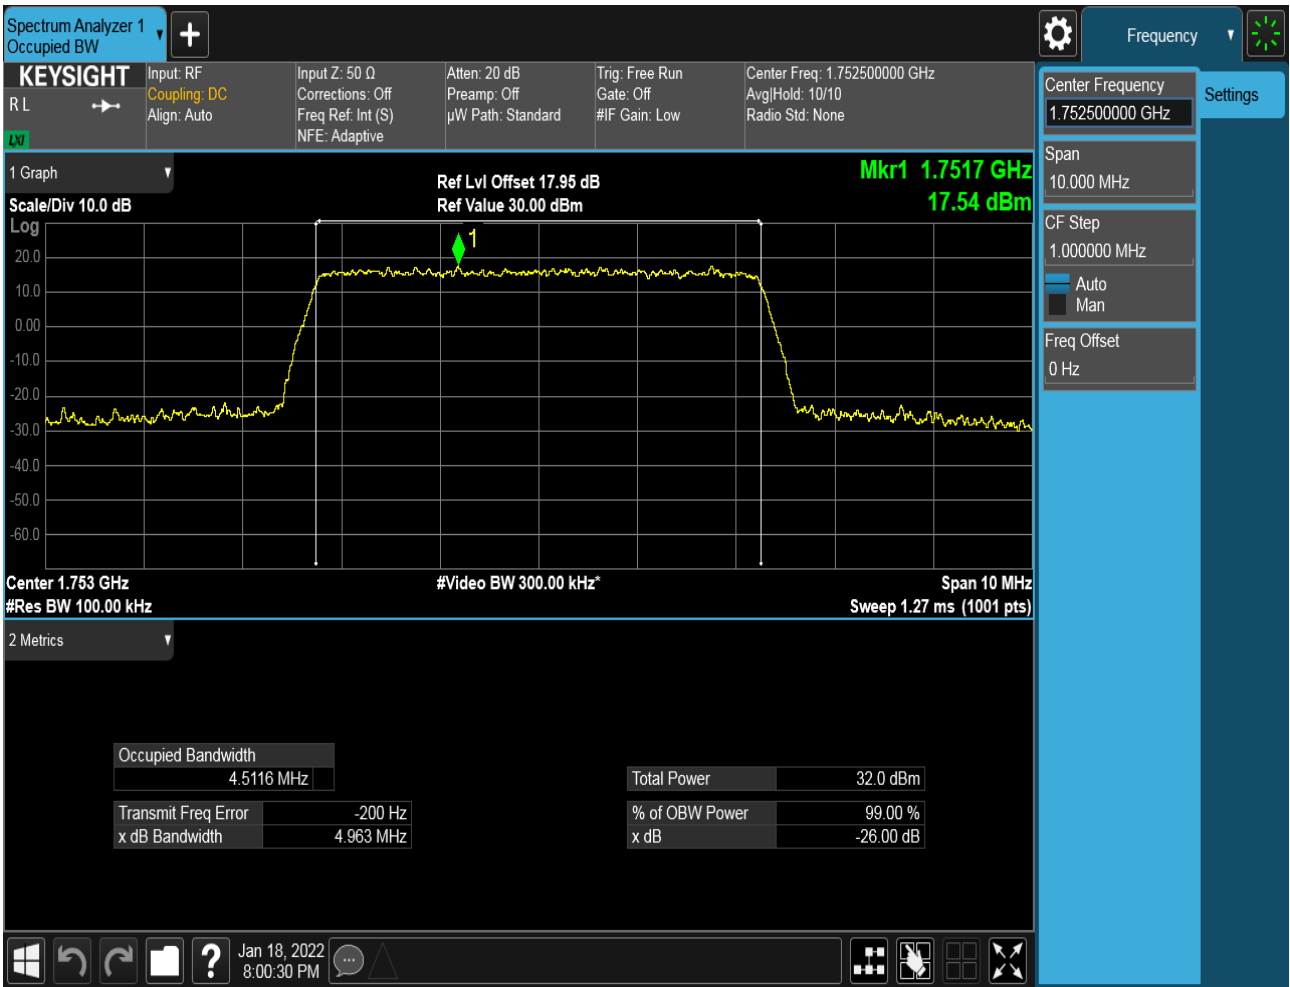 Spectrum Analyzer 1
Occupied BW
Frequency
KEYSIGHT
R L
LXI
Input: RF
Coupling: DC
Align: Auto
Input Z: 50 Ω
Corrections: Off
Freq Ref: Int (S)
NFE: Adaptive
Atten: 20 dB
Preamp: Off
µW Path: Standard
Trig: Free Run
Gate: Off
#IF Gain: Low
Center Freq: 1.752500000 GHz
Avg|Hold: 10/10
Radio Std: None
Center Frequency
1.752500000 GHz
Settings
Span
10.000 MHz
CF Step
1.000000 MHz
Auto
Man
Freq Offset
0 Hz
1 Graph
Ref Lvl Offset 17.95 dB
Mkr1 1.7517 GHz
Scale/Div 10.0 dB
Ref Value 30.00 dBm
17.54 dBm
Log
1
20.0
10.0
0.00
-10.0
-20.0
-30.0
-40.0
-50.0
-60.0
Center 1.753 GHz
#Video BW 300.00 kHz*
Span 10 MHz
#Res BW 100.00 kHz
Sweep 1.27 ms (1001 pts)
2 Metrics
Occupied Bandwidth
4.5116 MHz
Total Power 32.0 dBm
Transmit Freq Error -200 Hz
% of OBW Power 99.00 %
x dB Bandwidth 4.963 MHz
x dB -26.00 dB
Jan 18, 2022
8:00:30 PM